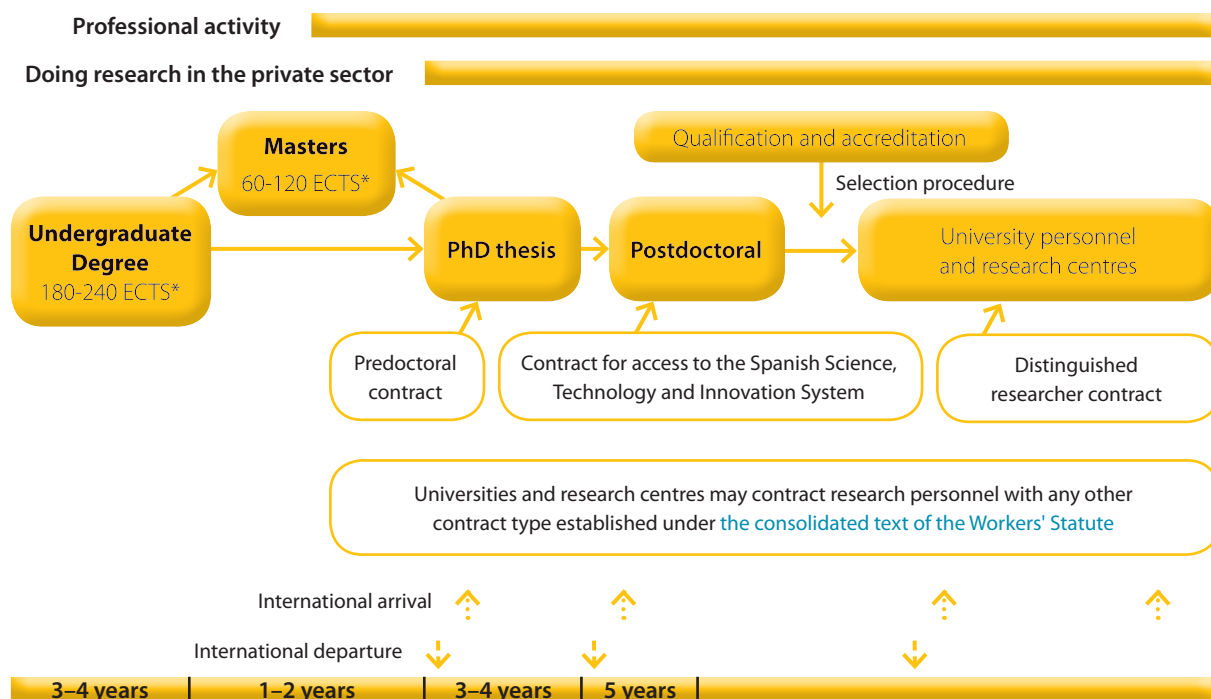 Professional activity
Doing research in the private sector
Masters
60-120 ECTS*
Qualification and accreditation
Selection procedure
Undergraduate
Degree
180-240 ECTS*
PhD thesis
Postdoctoral
University personnel
and research centres
Predoctoral
contract
Contract for access to the Spanish Science,
Technology and Innovation System
Distinguished
researcher contract
Universities and research centres may contract research personnel with any other
contract type established under the consolidated text of the Workers' Statute
International arrival
International departure
3–4 years
1–2 years
3–4 years
5 years